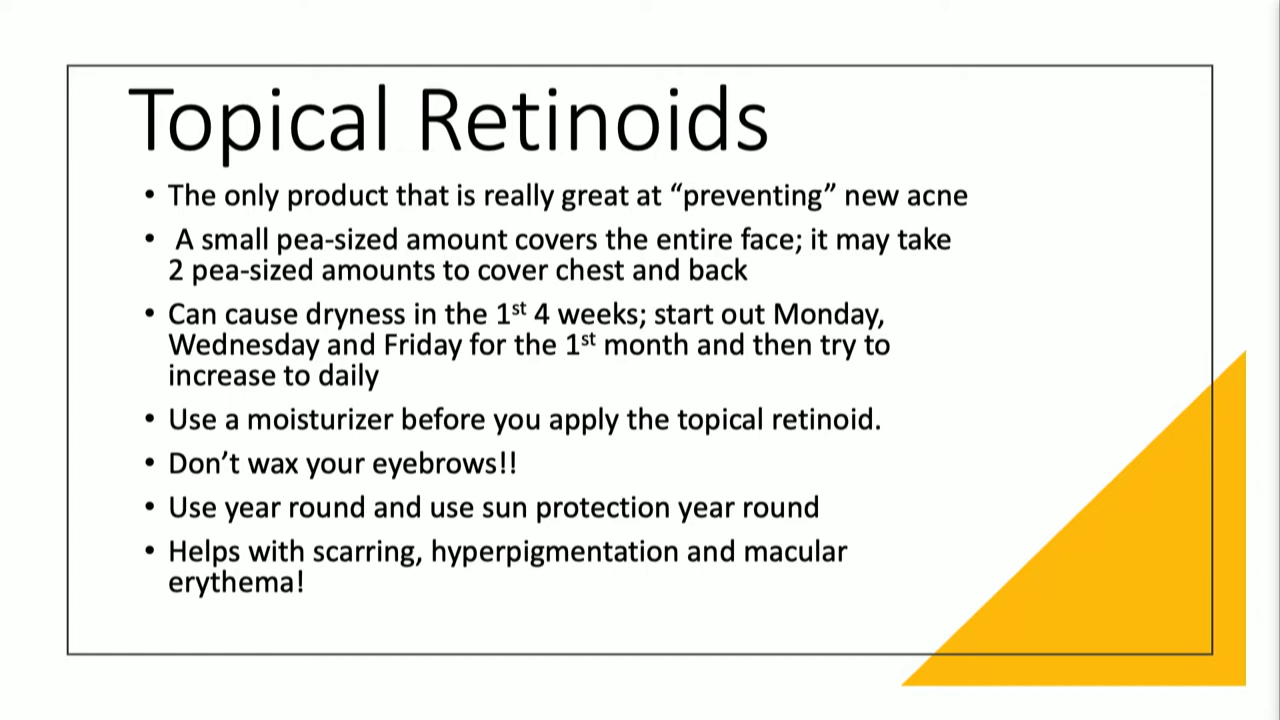 Topical Retinoids
• The only product that is really great at “preventing” new acne
• A small pea-sized amount covers the entire face; it may take
2 pea-sized amounts to cover chest and back
• Can cause dryness in the 1st 4 weeks; start out Monday,
Wednesday and Friday for the 1st month and then try to
increase to daily
• Use a moisturizer before you apply the topical retinoid.
• Don’t wax your eyebrows!!
• Use year round and use sun protection year round
• Helps with scarring, hyperpigmentation and macular
erythema!